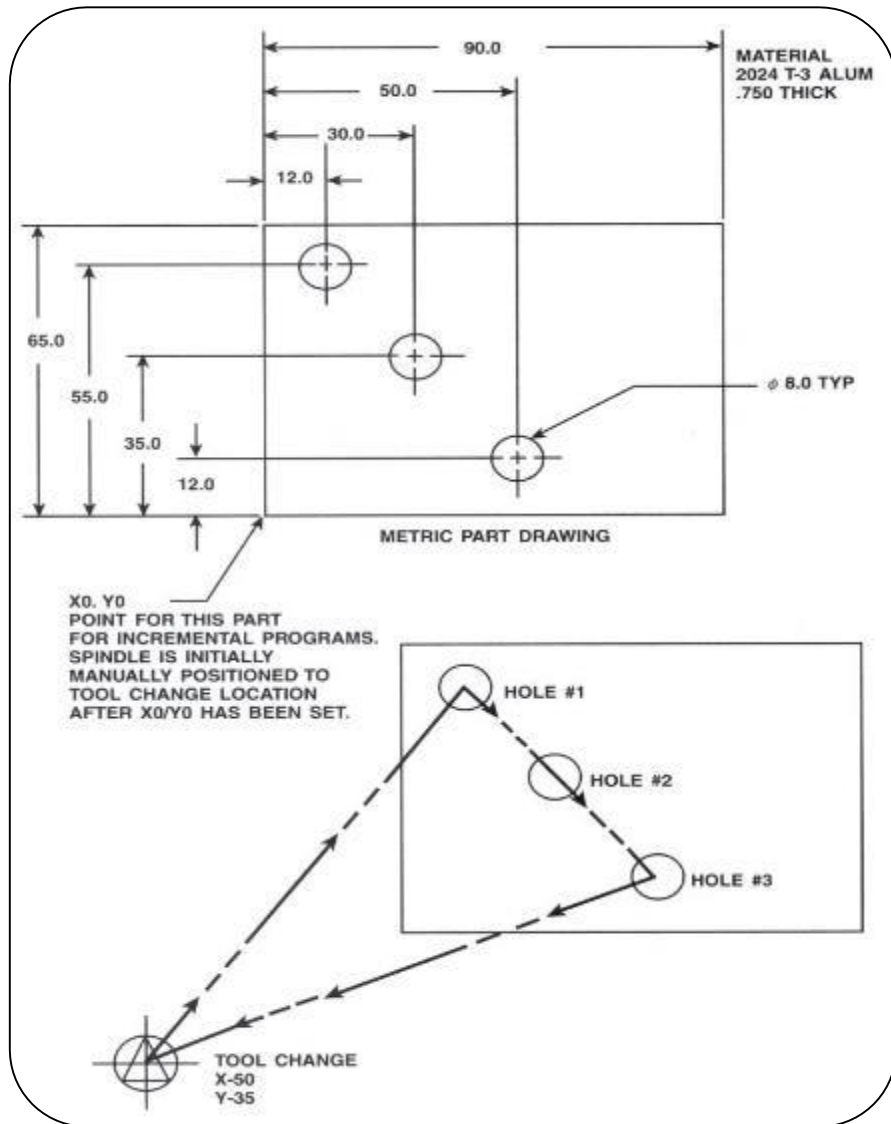 90.0
MATERIAL
2024 T-3 ALUM
.750 THICK
50.0
30.0
12.0
65.0
55.0
35.0
12.0
⌀ 8.0 TYP
METRIC PART DRAWING
X0. Y0
POINT FOR THIS PART
FOR INCREMENTAL PROGRAMS.
SPINDLE IS INITIALLY
MANUALLY POSITIONED TO
TOOL CHANGE LOCATION
AFTER X0/Y0 HAS BEEN SET.
HOLE #1
HOLE #2
HOLE #3
TOOL CHANGE
X-50
Y-35